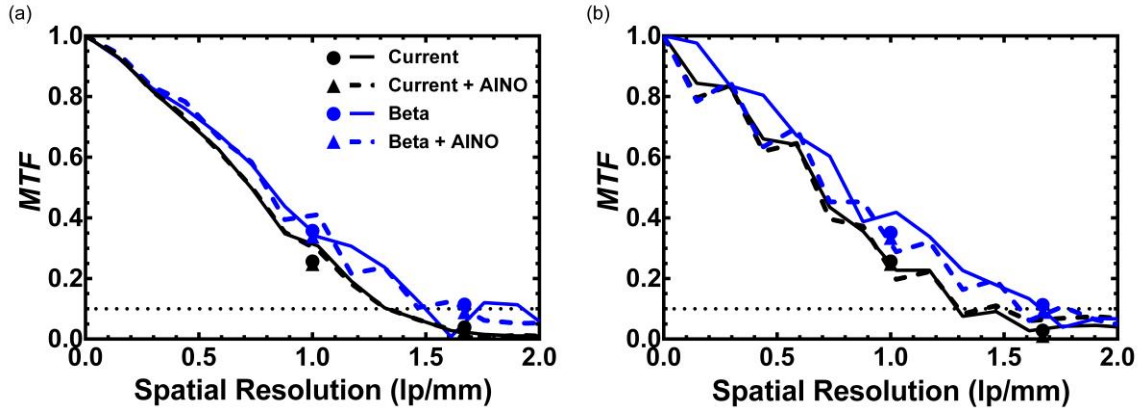 (a)
1.0
0.8
0.6
0.4
0.2
0.0
MTF
0.0 0.5 1.0 1.5 2.0
Spatial Resolution (lp/mm)
Current
Current + AINO
Beta
Beta + AINO
(b)
1.0
0.8
0.6
0.4
0.2
0.0
MTF
0.0 0.5 1.0 1.5 2.0
Spatial Resolution (lp/mm)